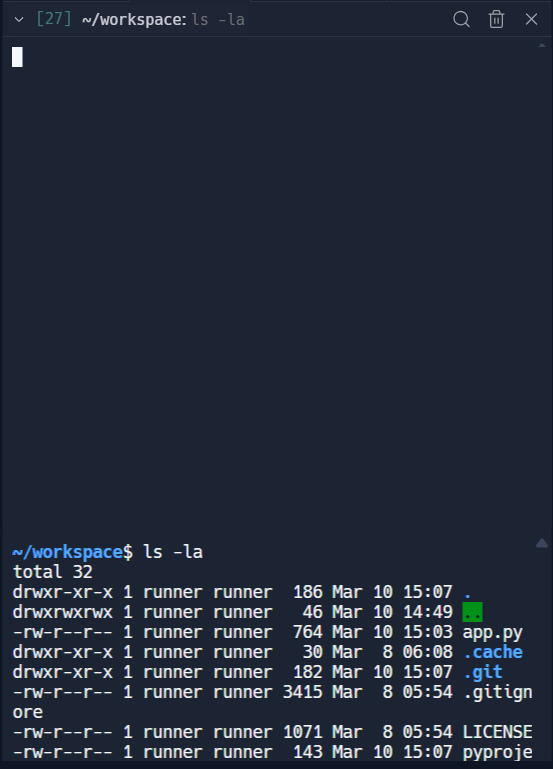 [27] ~/workspace: ls -la
~/workspace$ ls -la
total 32
drwxr-xr-x 1 runner runner  186 Mar 10 15:07 .
drwxrwxrwx 1 runner runner   46 Mar 10 14:49 ..
-rw-r--r-- 1 runner runner  764 Mar 10 15:03 app.py
drwxr-xr-x 1 runner runner   30 Mar  8 06:08 .cache
drwxr-xr-x 1 runner runner  182 Mar 10 15:07 .git
-rw-r--r-- 1 runner runner 3415 Mar  8 05:54 .gitign
ore
-rw-r--r-- 1 runner runner 1071 Mar  8 05:54 LICENSE
-rw-r--r-- 1 runner runner  143 Mar 10 15:07 pyproje